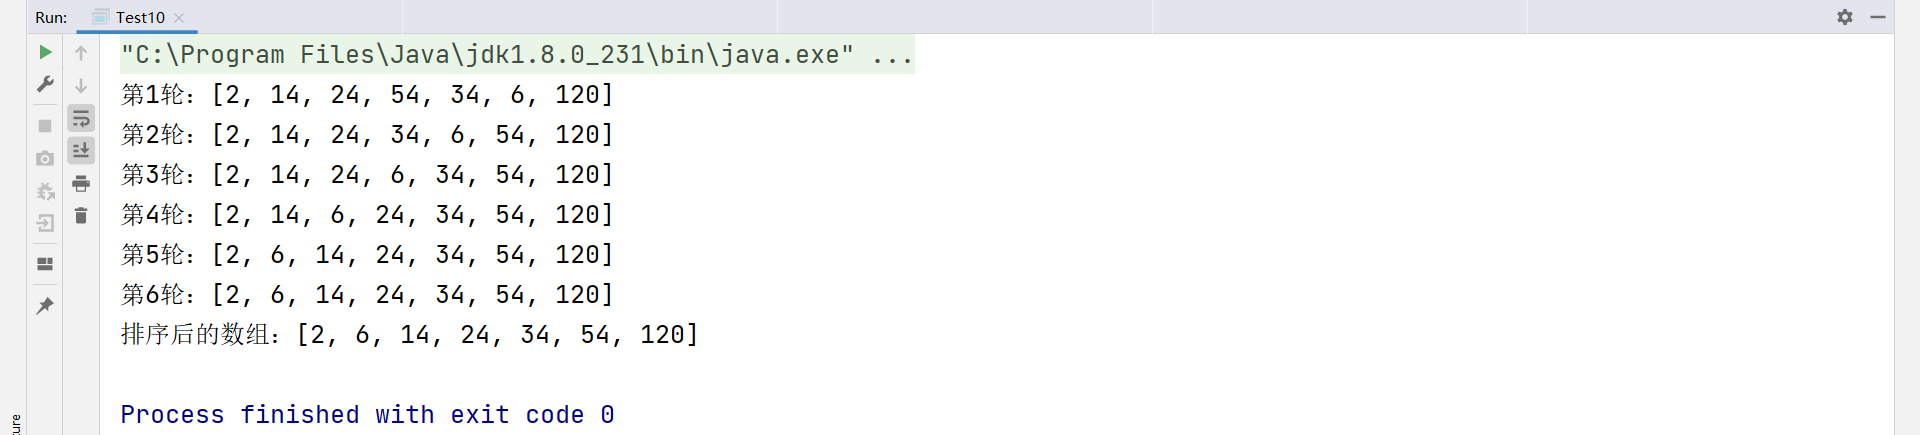 Run: Test10
"C:\Program Files\Java\jdk1.8.0_231\bin\java.exe" ...
第1轮：[2, 14, 24, 54, 34, 6, 120]
第2轮：[2, 14, 24, 34, 6, 54, 120]
第3轮：[2, 14, 24, 6, 34, 54, 120]
第4轮：[2, 14, 6, 24, 34, 54, 120]
第5轮：[2, 6, 14, 24, 34, 54, 120]
第6轮：[2, 6, 14, 24, 34, 54, 120]
排序后的数组：[2, 6, 14, 24, 34, 54, 120]
Process finished with exit code 0